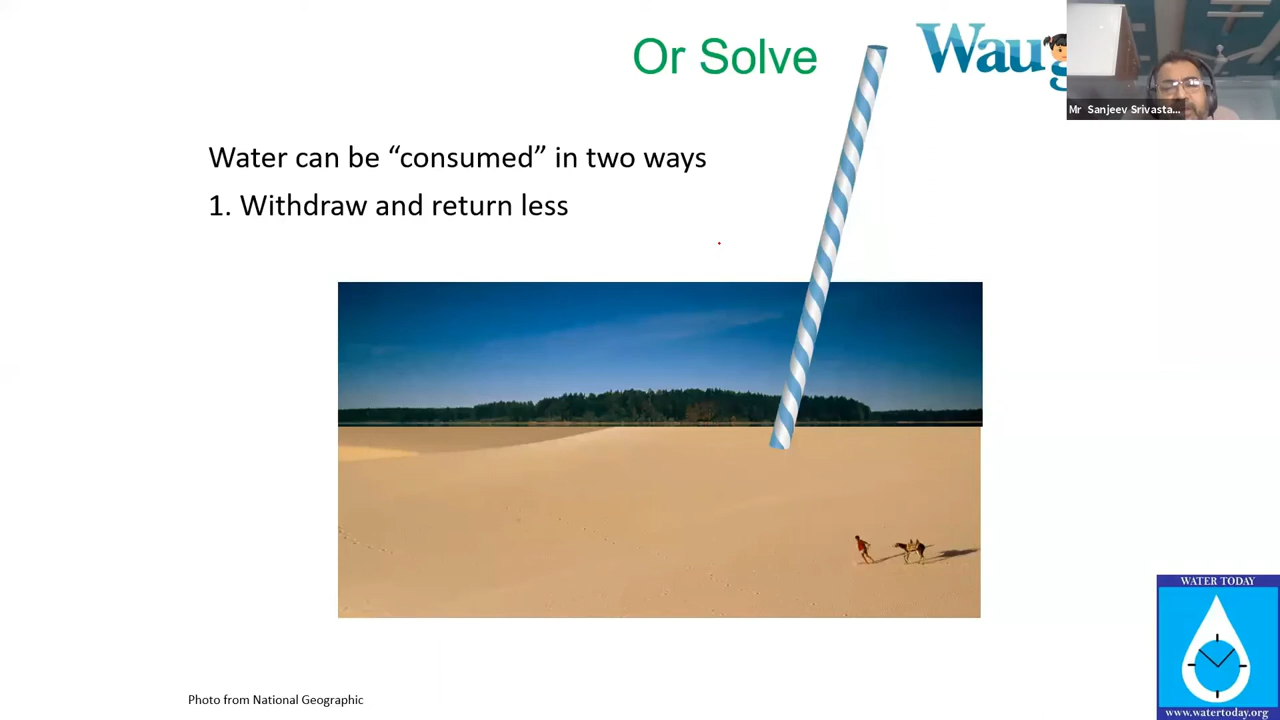 Or Solve
Mr Sanjeev Srivasta...
Water can be “consumed” in two ways
1. Withdraw and return less
WATER TODAY
www.watertoday.org
Photo from National Geographic